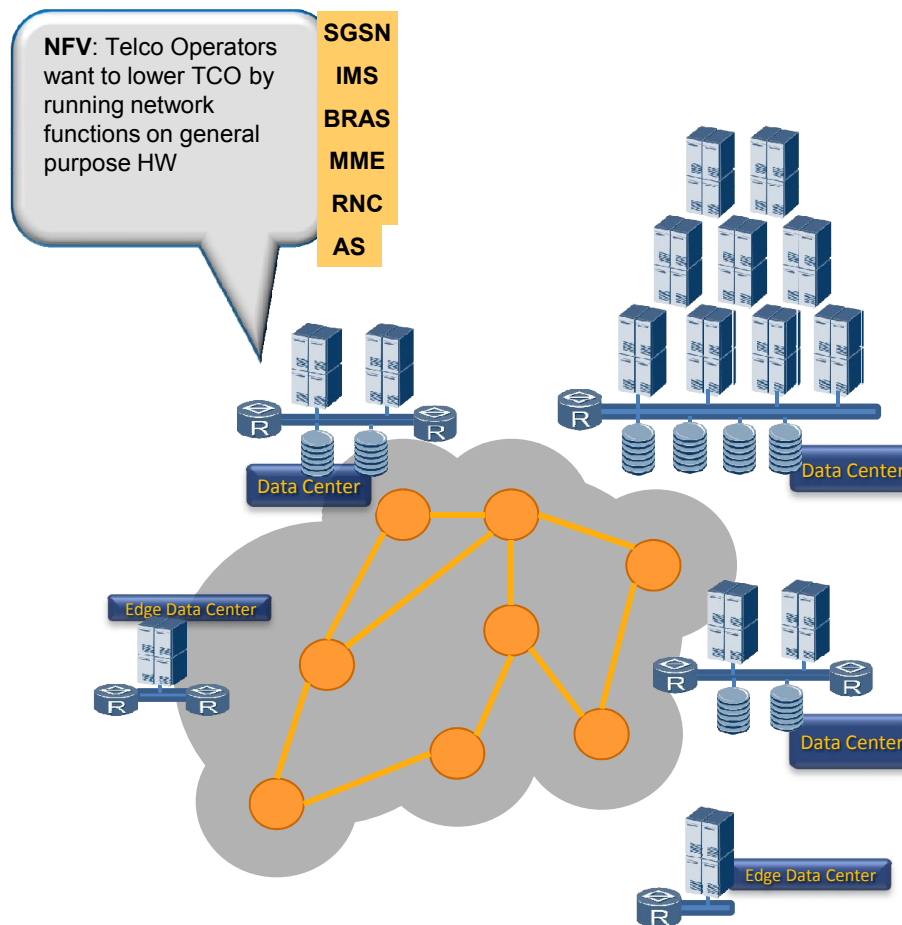 NFV: Telco Operators
want to lower TCO by
running network
functions on general
purpose HW
SGSN
IMS
BRAS
MME
RNC
AS
R
R
Data Center
R
Data Center
Edge Data Center
R
R
R
R
Data Center
Edge Data Center
R